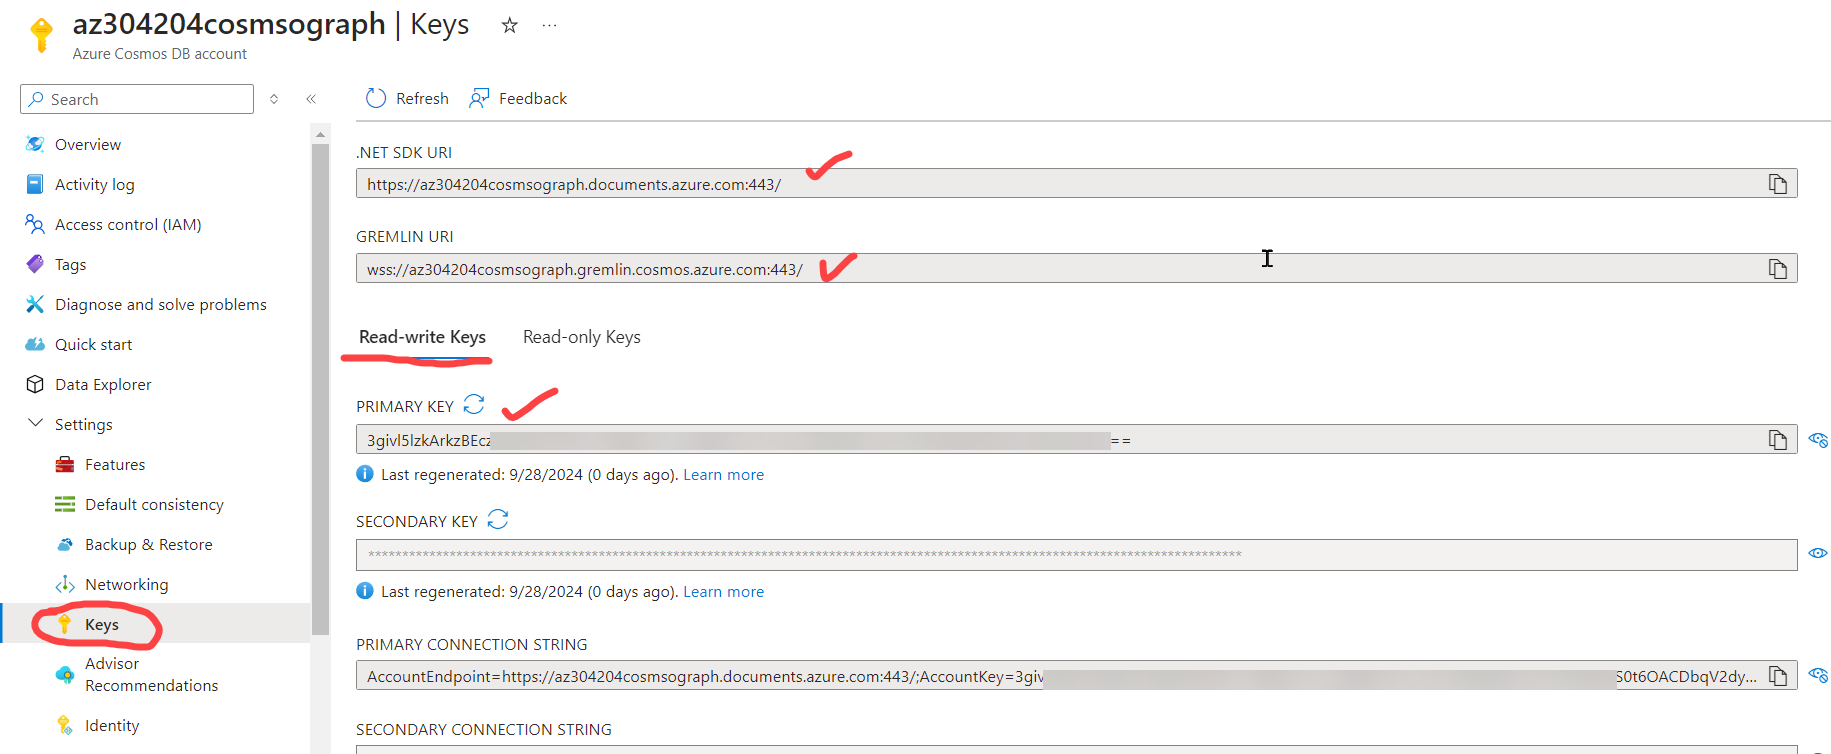 az304204cosmsograph | Keys
Azure Cosmos DB account
Search
Refresh
Feedback
Overview
Activity log
Access control (IAM)
Tags
Diagnose and solve problems
Quick start
Data Explorer
Settings
Features
Default consistency
Backup & Restore
Networking
Keys
Advisor
Recommendations
Identity
.NET SDK URI
https://az304204cosmsograph.documents.azure.com:443/
GREMLIN URI
wss://az304204cosmsograph.gremlin.cosmos.azure.com:443/
Read-write Keys
Read-only Keys
PRIMARY KEY
3givl5lzkArkzBEcz ==
Last regenerated: 9/28/2024 (0 days ago). Learn more
SECONDARY KEY
********************************************************************************************************************************
Last regenerated: 9/28/2024 (0 days ago). Learn more
PRIMARY CONNECTION STRING
AccountEndpoint=https://az304204cosmsograph.documents.azure.com:443/;AccountKey=3giv S0t6OACDbqV2dy...
SECONDARY CONNECTION STRING